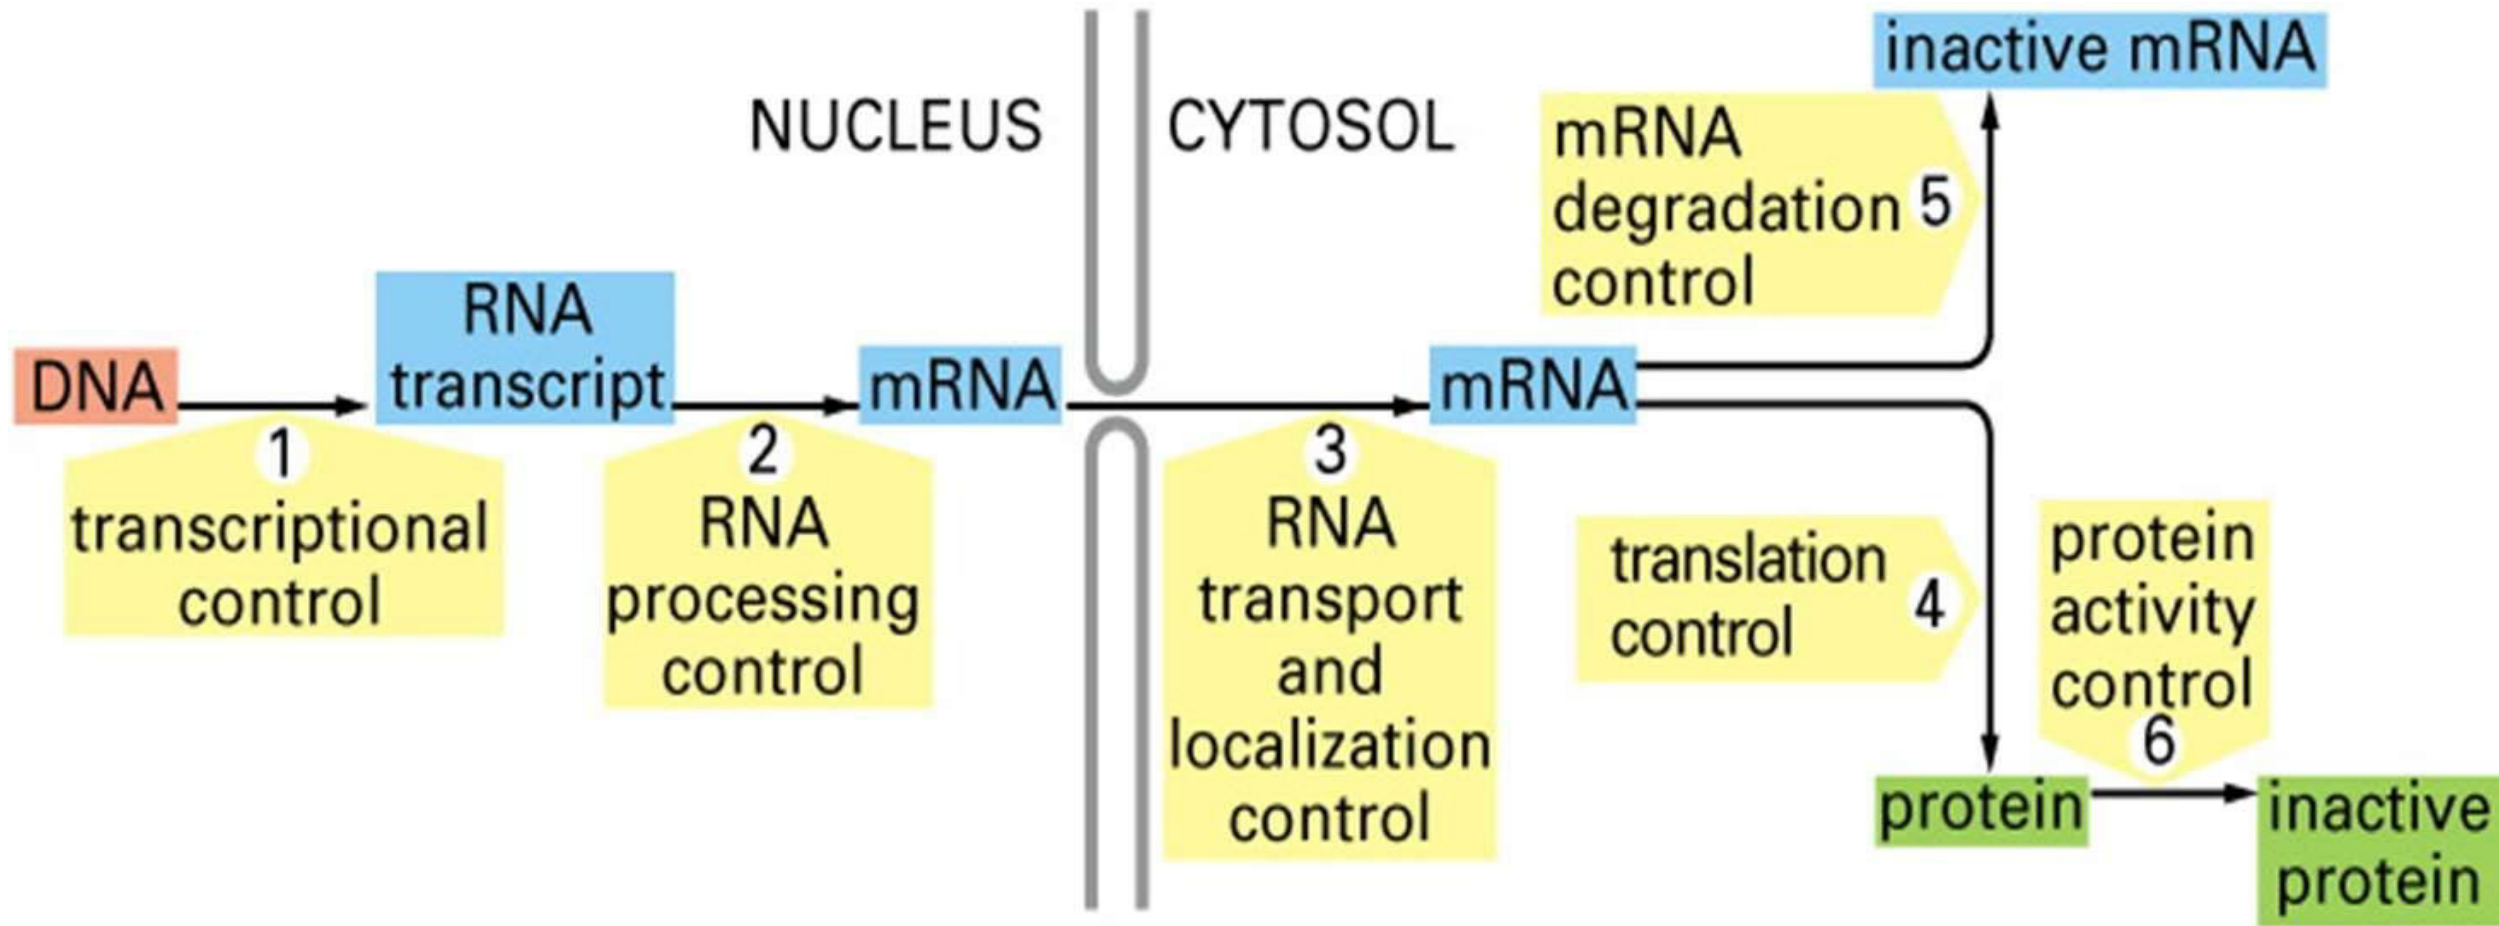 NUCLEUS
CYTOSOL
inactive mRNA
mRNA
degradation 5
control
DNA
RNA
transcript
mRNA
mRNA
1
transcriptional
control
2
RNA
processing
control
3
RNA
transport
and
localization
control
translation
control
4
protein
activity
control
6
protein
inactive
protein